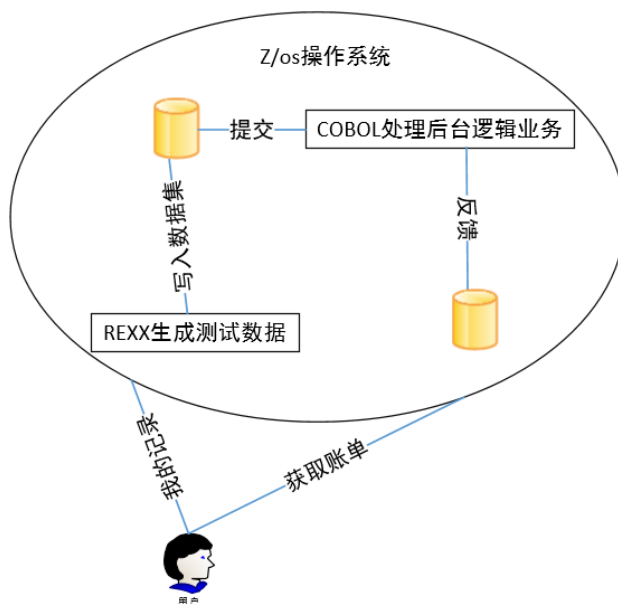 Z/os操作系统
提交
COBOL处理后台逻辑业务
写入数据集
反馈
REXX生成测试数据
我的记录
获取账单
用户